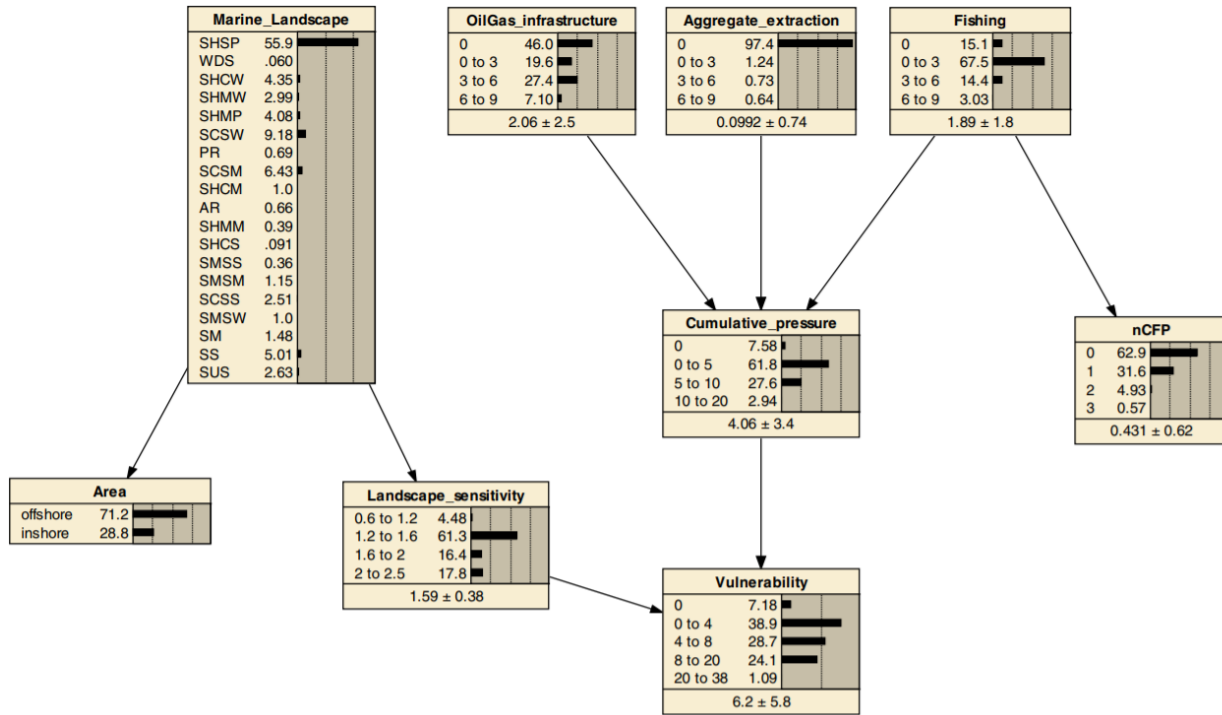 Marine_Landscape
SHSP 55.9
WDS .060
SHCW 4.35
SHMW 2.99
SHMP 4.08
SCSW 9.18
PR 0.69
SCSM 6.43
SHCM 1.0
AR 0.66
SHMM 0.39
SHCS .091
SMSS 0.36
SMSM 1.15
SCSS 2.51
SMSW 1.0
SM 1.48
SS 5.01
SUS 2.63
OilGas_infrastructure
0 46.0
0 to 3 19.6
3 to 6 27.4
6 to 9 7.10
2.06 ± 2.5
Aggregate_extraction
0 97.4
0 to 3 1.24
3 to 6 0.73
6 to 9 0.64
0.0992 ± 0.74
Fishing
0 15.1
0 to 3 67.5
3 to 6 14.4
6 to 9 3.03
1.89 ± 1.8
Cumulative_pressure
0 7.58
0 to 5 61.8
5 to 10 27.6
10 to 20 2.94
4.06 ± 3.4
nCFP
0 62.9
1 31.6
2 4.93
3 0.57
0.431 ± 0.62
Area
offshore 71.2
inshore 28.8
Landscape_sensitivity
0.6 to 1.2 4.48
1.2 to 1.6 61.3
1.6 to 2 16.4
2 to 2.5 17.8
1.59 ± 0.38
Vulnerability
0 7.18
0 to 4 38.9
4 to 8 28.7
8 to 20 24.1
20 to 38 1.09
6.2 ± 5.8